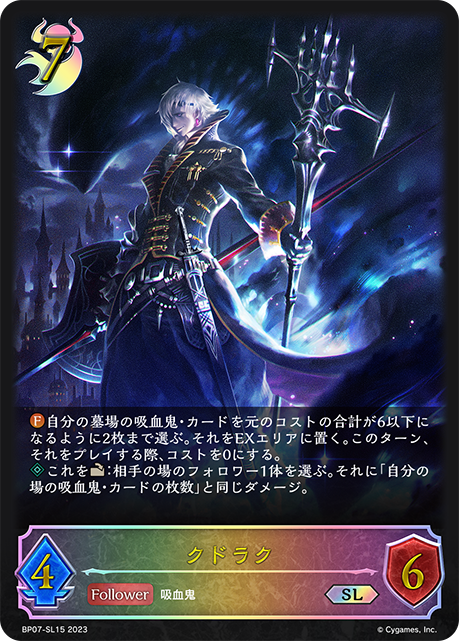 7
F自分の墓場の吸血鬼・カードを元のコストの合計が6以下に
なるように2枚まで選ぶ。それをEXエリアに置く。このターン、
それをプレイする際、コストを0にする。
これを:相手の場のフォロワー1体を選ぶ。それに「自分の
場の吸血鬼・カードの枚数」と同じダメージ。
クドラク
4
Follower 吸血鬼
SL
6
BP07-SL15 2023
© Cygames, Inc.